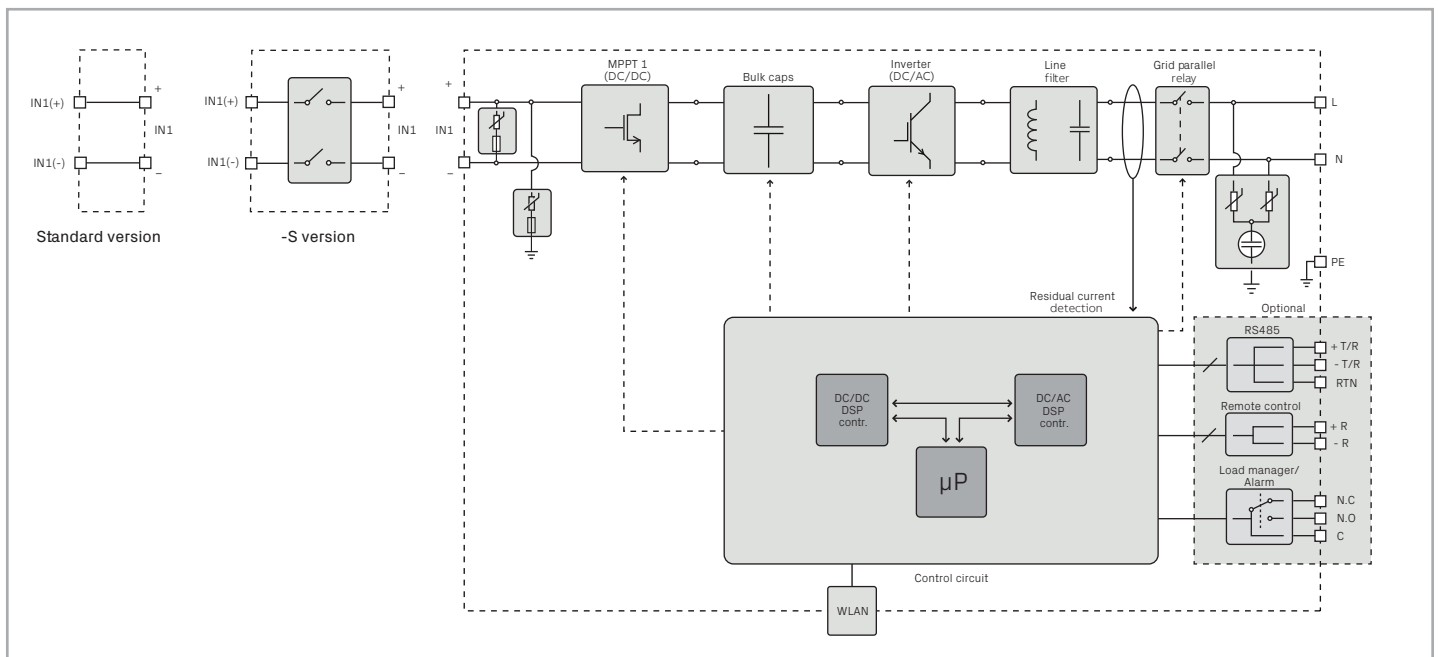 IN1(+)
+
IN1
IN1(-)
_
Standard version
IN1(+)
+
IN1
IN1(-)
_
-S version
+
IN1
_
MPPT 1
(DC/DC)
Bulk caps
Inverter
(DC/AC)
Line
filter
Grid parallel
relay
L
N
PE
Residual current
detection
Optional
RS485
+ T/R
- T/R
RTN
Remote control
+ R
- R
Load manager/
Alarm
N.C
N.O
C
DC/DC
DSP
contr.
DC/AC
DSP
contr.
µP
Control circuit
WLAN